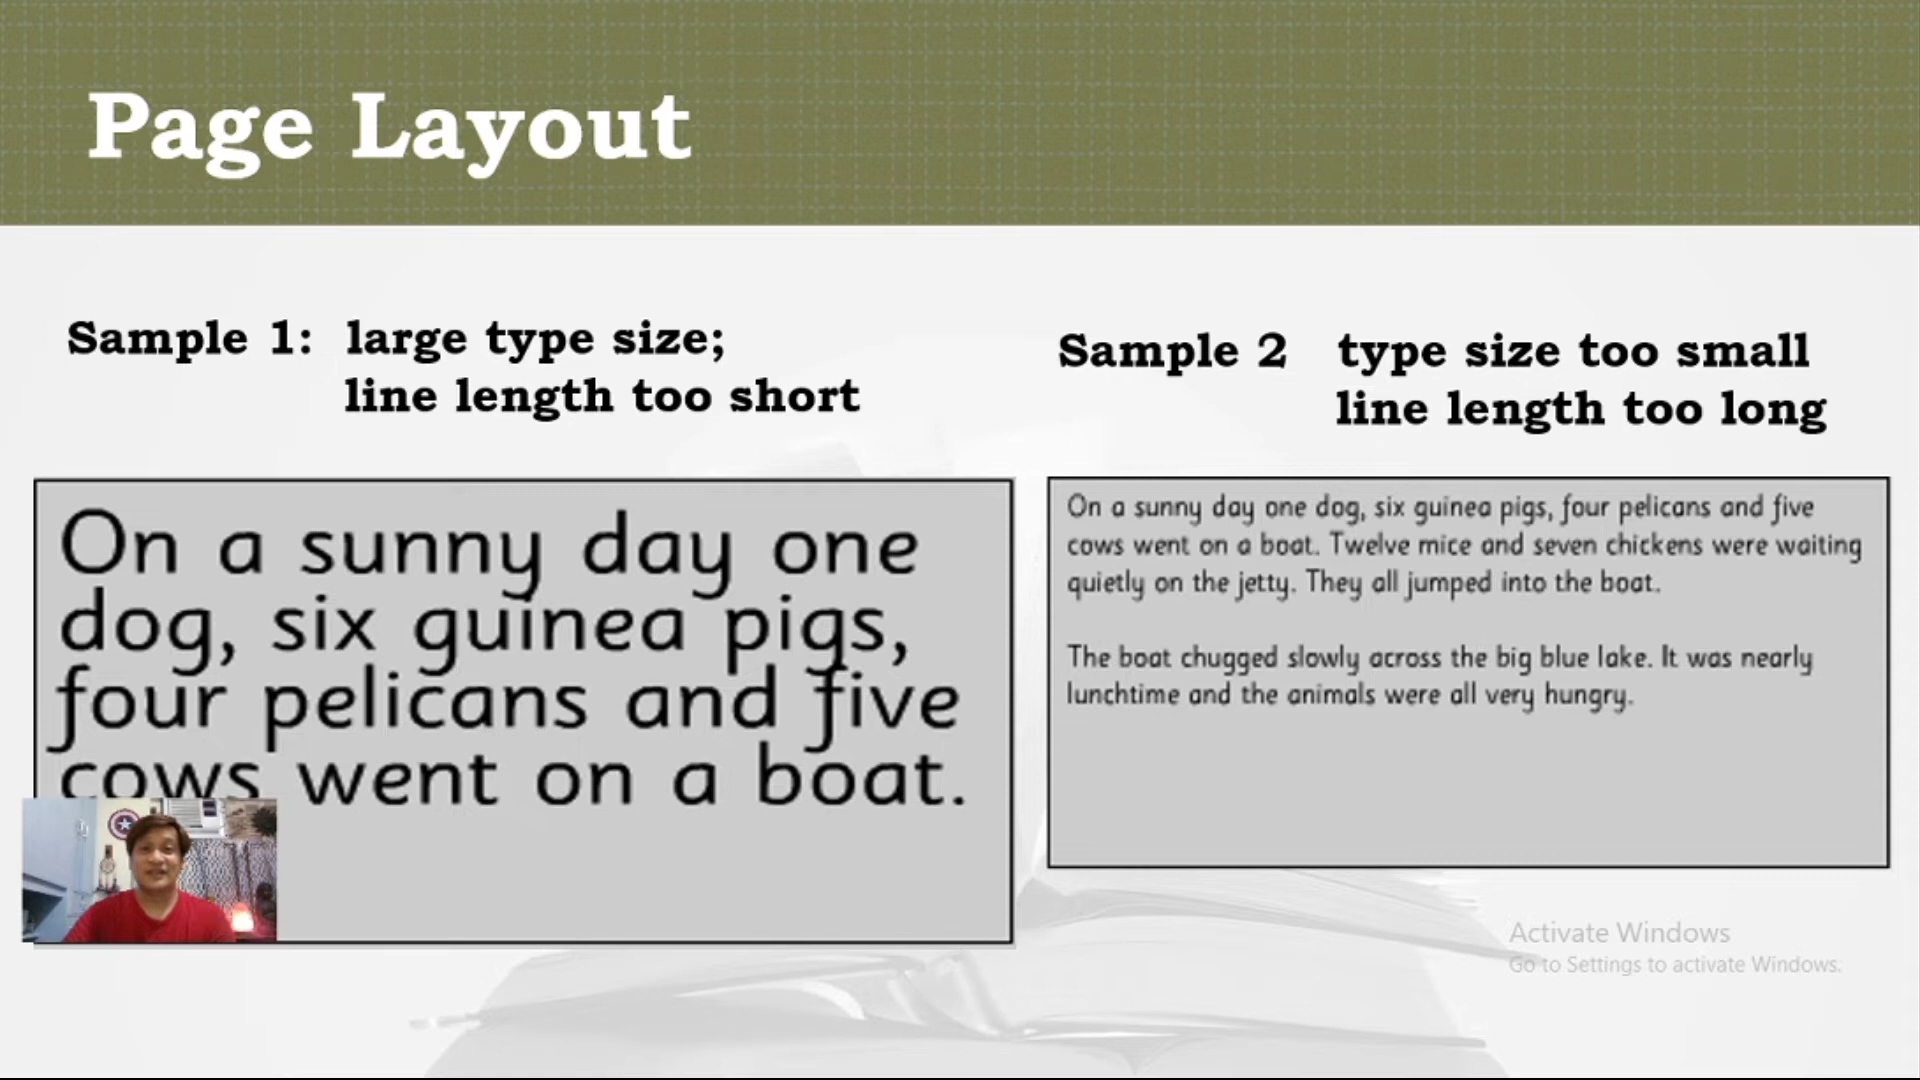 Page Layout
Sample 1: large type size;
line length too short
Sample 2 type size too small
line length too long
On a sunny day one
dog, six guinea pigs,
four pelicans and five
cows went on a boat.
On a sunny day one dog, six guinea pigs, four pelicans and five
cows went on a boat. Twelve mice and seven chickens were waiting
quietly on the jetty. They all jumped into the boat.
The boat chugged slowly across the big blue lake. It was nearly
lunchtime and the animals were all very hungry.
Activate Windows
Go to Settings to activate Windows.